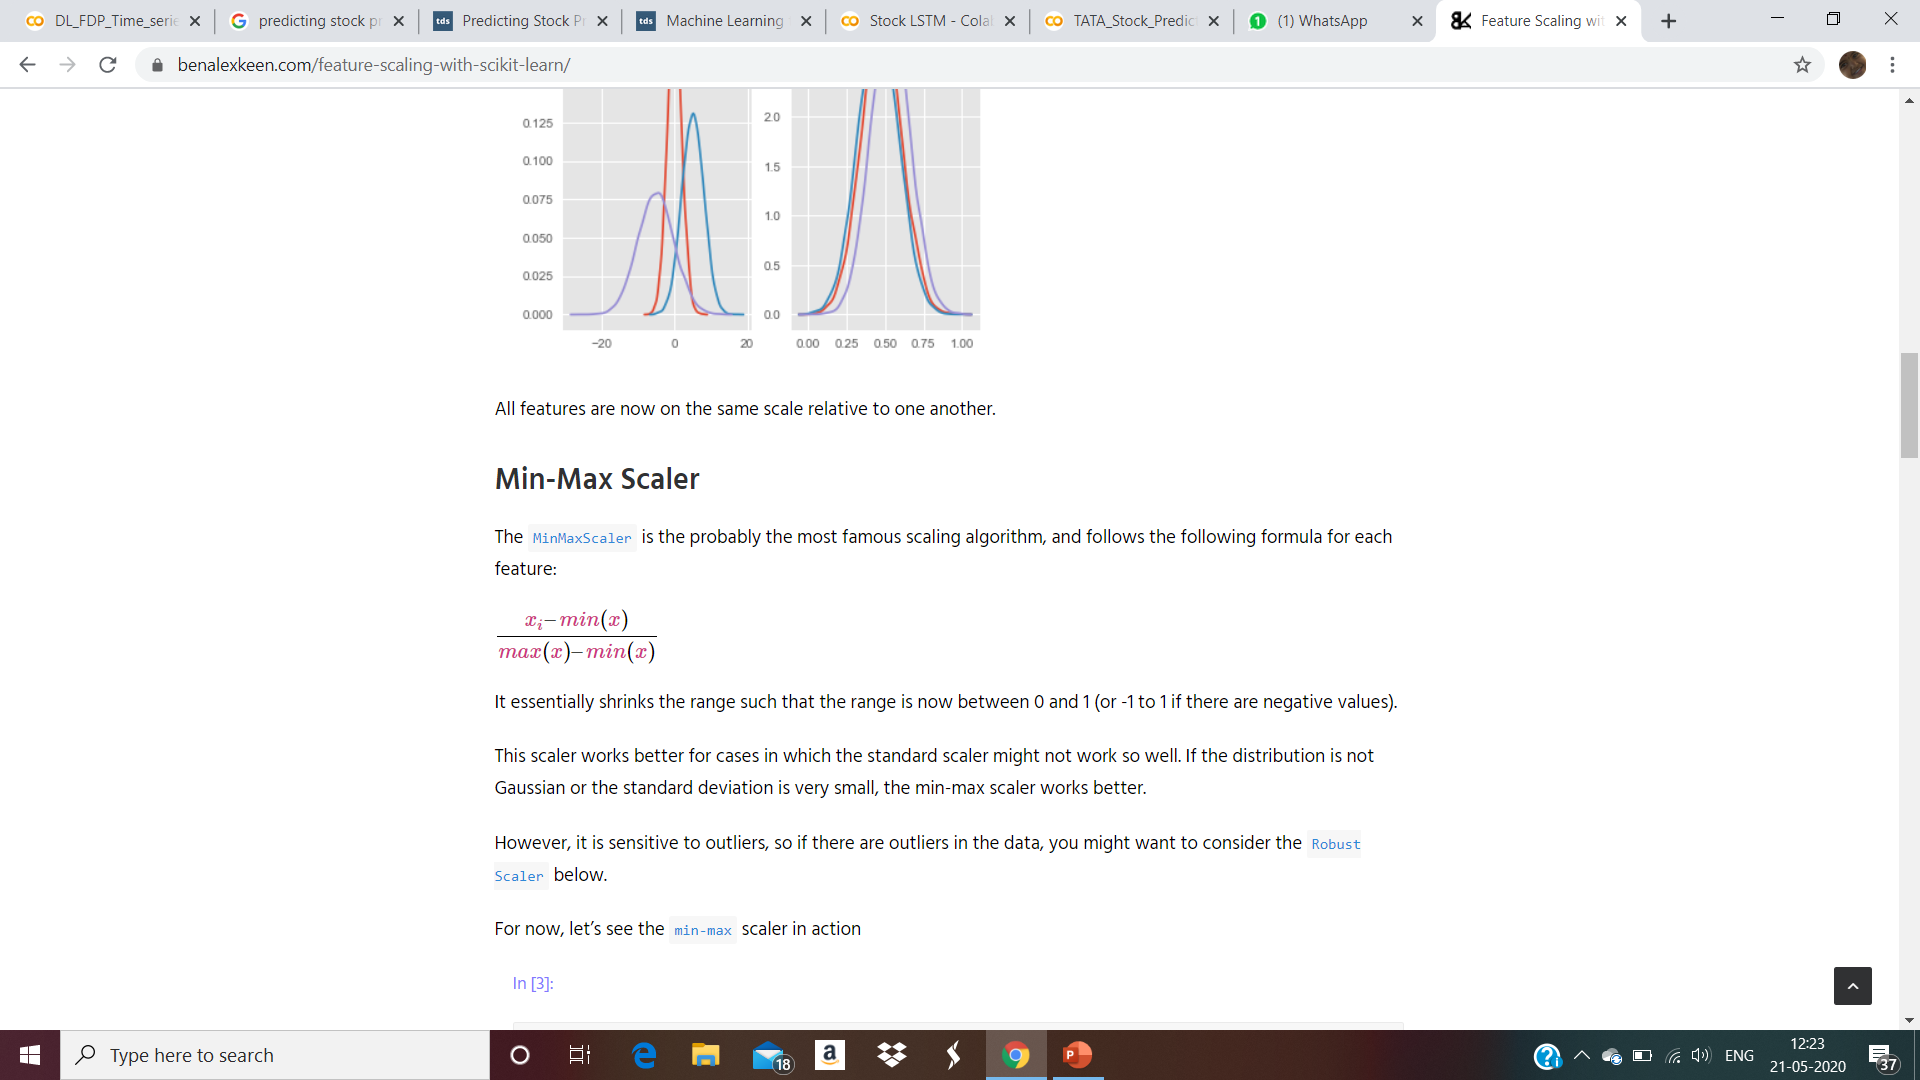 DL_FDP_Time_serie
predicting stock pr
tds Predicting Stock Pr
tds Machine Learning
Stock LSTM - Colab
TATA_Stock_Predict
1 (1) WhatsApp
Feature Scaling wit
benalexkeen.com/feature-scaling-with-scikit-learn/
0.125
0.100
0.075
0.050
0.025
0.000
−20 0 20
2.0
1.5
1.0
0.5
0.0
0.00 0.25 0.50 0.75 1.00
All features are now on the same scale relative to one another.
Min-Max Scaler
The MinMaxScaler is the probably the most famous scaling algorithm, and follows the following formula for each
feature:
xi–min(x)
max(x)–min(x)
It essentially shrinks the range such that the range is now between 0 and 1 (or -1 to 1 if there are negative values).
This scaler works better for cases in which the standard scaler might not work so well. If the distribution is not
Gaussian or the standard deviation is very small, the min-max scaler works better.
However, it is sensitive to outliers, so if there are outliers in the data, you might want to consider the Robust
Scaler below.
For now, let’s see the min-max scaler in action
In [3]:
Type here to search
18
a
P
ENG
12:23
21-05-2020
37